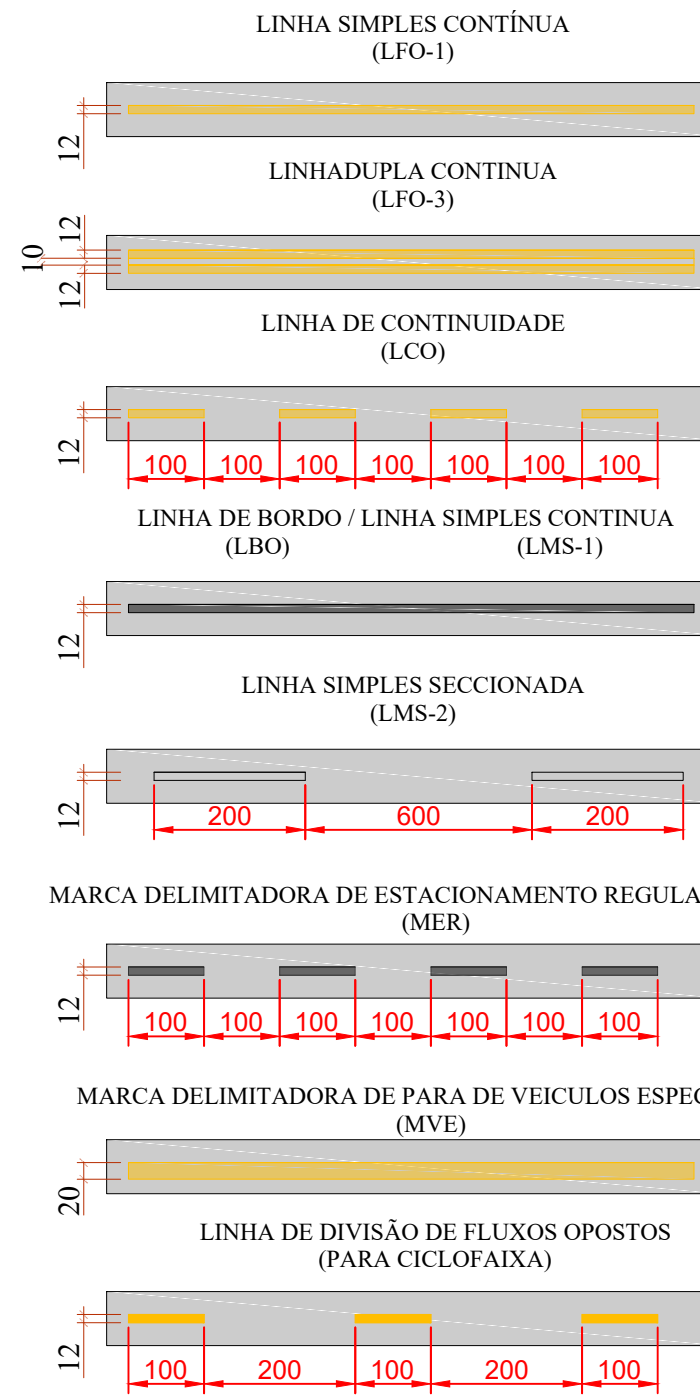 LINHA SIMPLES CONTÍNUA
(LFO-1)
12
LINHADUPLA CONTINUA
(LFO-3)
12
10
12
LINHA DE CONTINUIDADE
(LCO)
12
100 100 100 100 100 100 100
LINHA DE BORDO / LINHA SIMPLES CONTINUA
(LBO) (LMS-1)
12
LINHA SIMPLES SECCIONADA
(LMS-2)
12
200 600 200
MARCA DELIMITADORA DE ESTACIONAMENTO REGULA
(MER)
12
100 100 100 100 100 100 100
MARCA DELIMITADORA DE PARA DE VEICULOS ESPEC
(MVE)
20
LINHA DE DIVISÃO DE FLUXOS OPOSTOS
(PARA CICLOFAIXA)
12
100 200 100 200 100